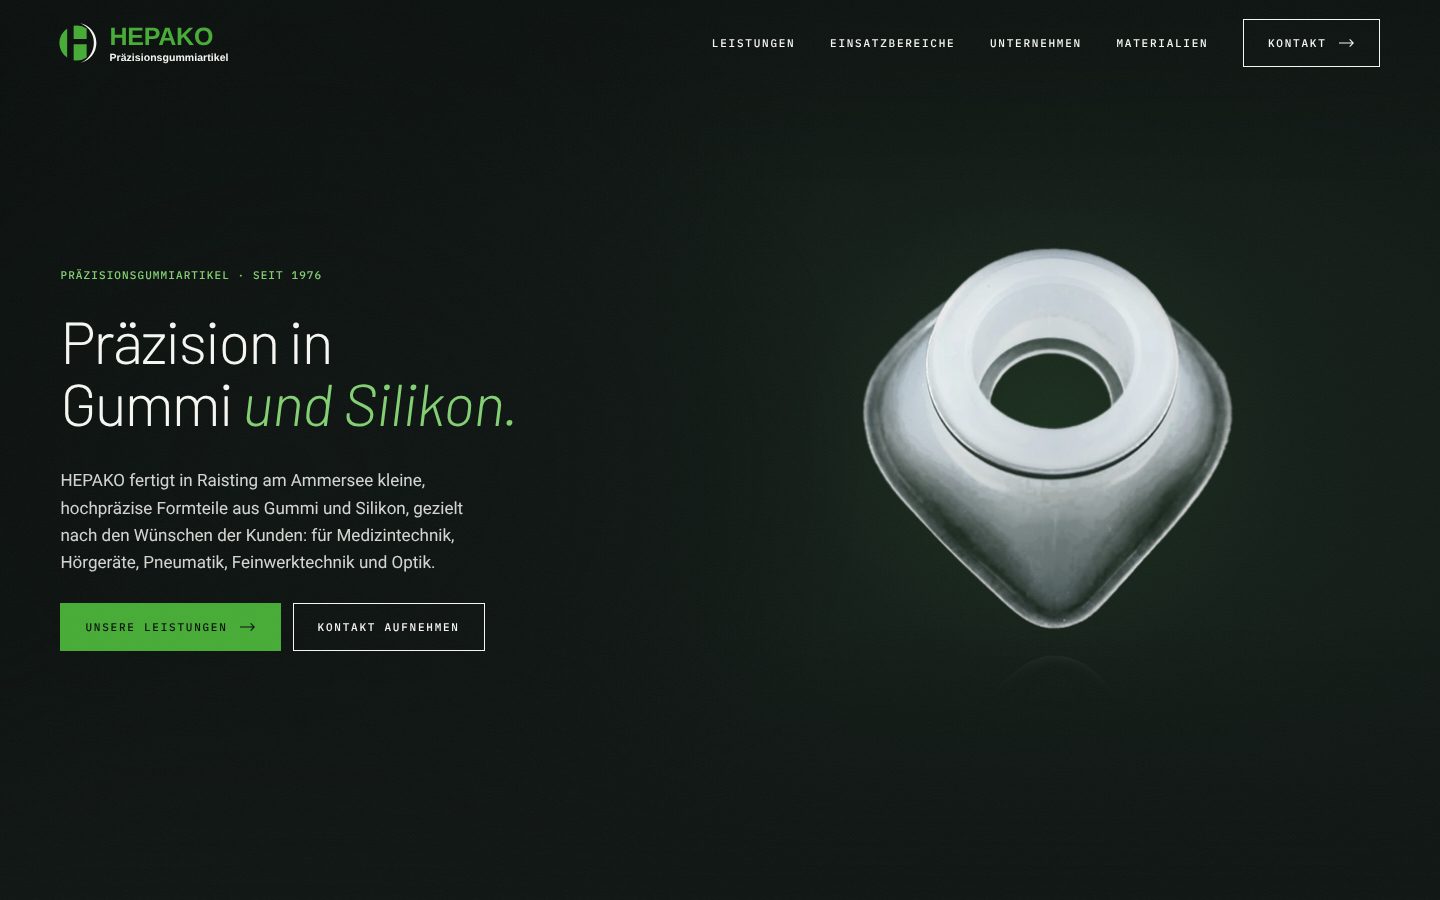 HEPAKO
Präzisionsgummiartikel
LEISTUNGEN
EINSATZBEREICHE
UNTERNEHMEN
MATERIALIEN
KONTAKT →
PRÄZISIONSGUMMIARTIKEL · SEIT 1976
Präzision in
Gummi und Silikon.
HEPAKO fertigt in Raisting am Ammersee kleine,
hochpräzise Formteile aus Gummi und Silikon, gezielt
nach den Wünschen der Kunden: für Medizintechnik,
Hörgeräte, Pneumatik, Feinwerktechnik und Optik.
UNSERE LEISTUNGEN →
KONTAKT AUFNEHMEN